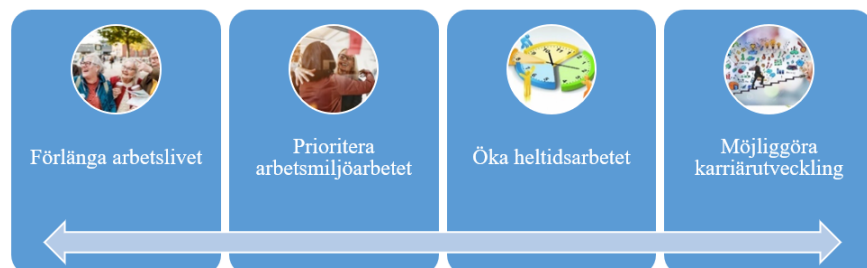 Förlänga arbetslivet
Prioritera
arbetsmiljöarbetet
Öka heltidsarbetet
Möjliggöra
karriärutveckling